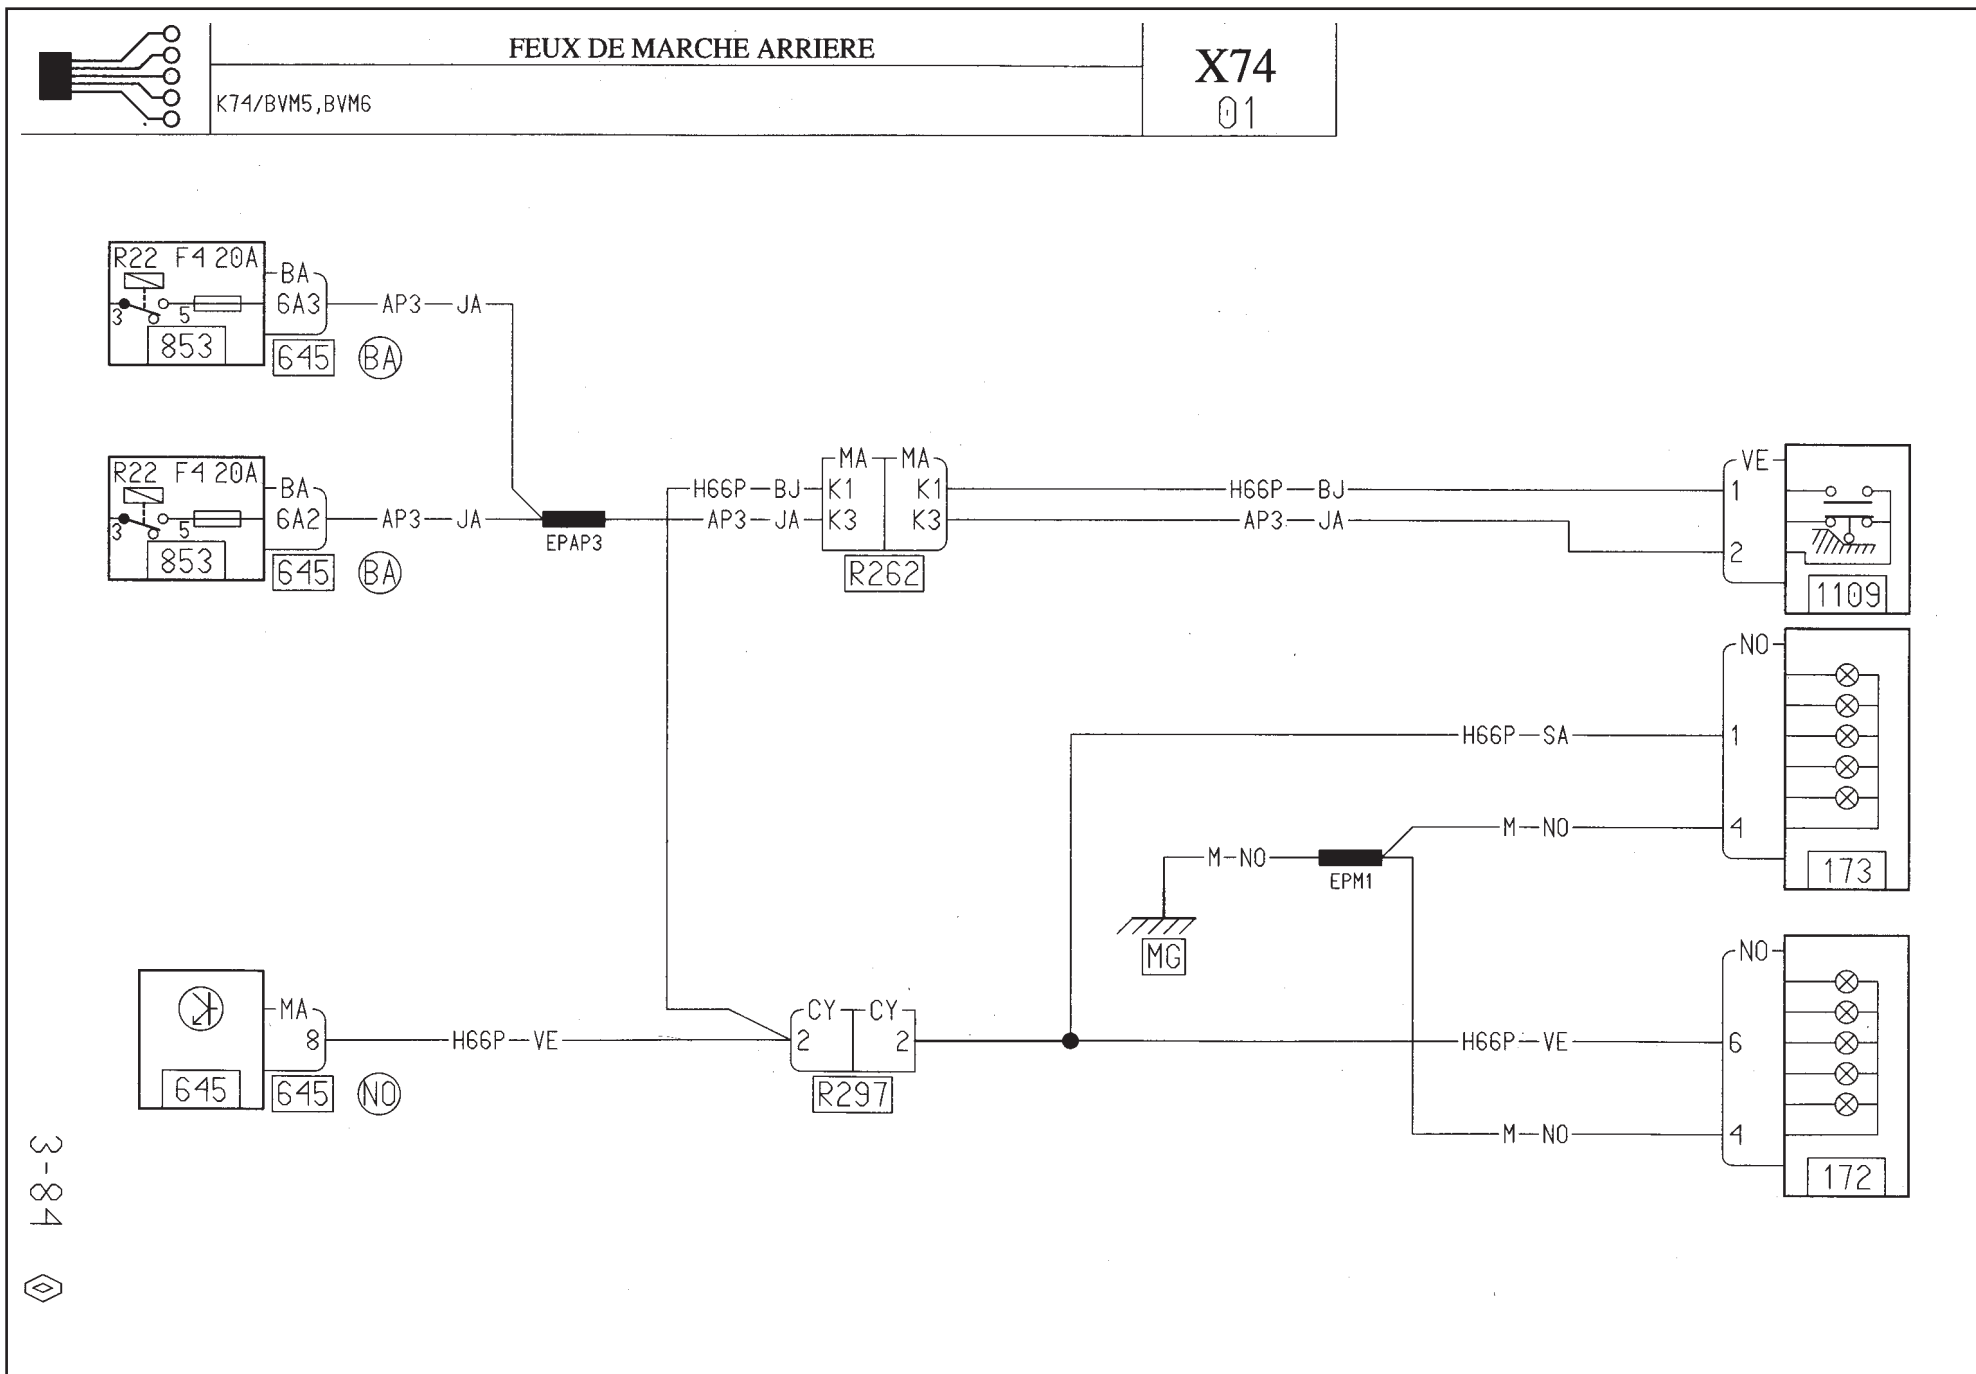 FEUX DE MARCHE ARRIERE
X74
01
K74/BVM5,BVM6
R22 F4 20A
BA
3
5
6A3
AP3 JA
853
645
BA
R22 F4 20A
BA
3
5
6A2
AP3 JA
853
645
BA
EPAP3
H66P BJ
AP3 JA
MA MA
K1 K1
K3 K3
R262
H66P BJ
AP3 JA
VE
1
2
1109
NO
H66P SA
1
M NO
4
173
M-NO
EPM1
MG
MA
8
645
645
NO
H66P VE
CY CY
2 2
R297
NO
H66P VE
6
M NO
4
172
3-84